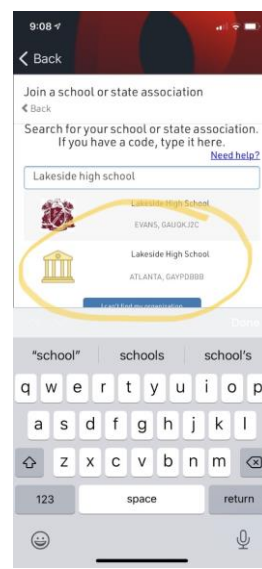 9:08
Back
Join a school or state association
Back
Search for your school or state association.
If you have a code, type it here.
Need help?
Lakeside high school
Lakeside High School
EVANS, GAUQKJ2C
Lakeside High School
ATLANTA, GAYPDBBB
I can't find my organization
Done
"school" schools school's
q w e r t y u i o p
a s d f g h j k l
z x c v b n m
123 space return